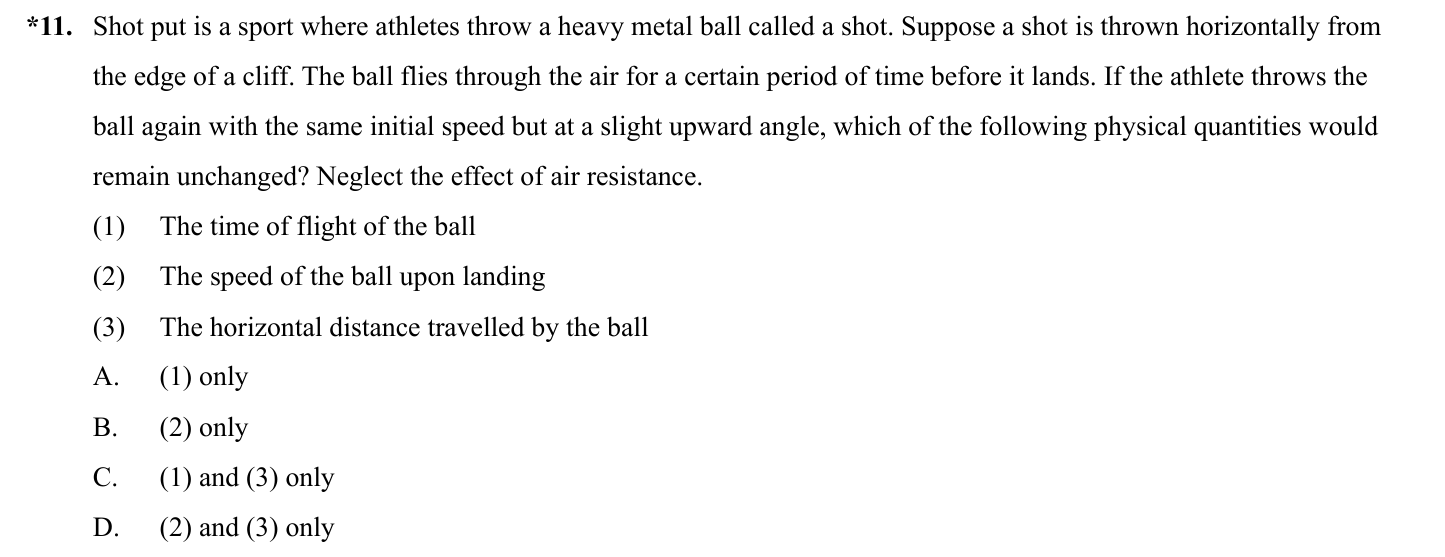 *11. Shot put is a sport where athletes throw a heavy metal ball called a shot. Suppose a shot is thrown horizontally from
the edge of a cliff. The ball flies through the air for a certain period of time before it lands. If the athlete throws the
ball again with the same initial speed but at a slight upward angle, which of the following physical quantities would
remain unchanged? Neglect the effect of air resistance.
(1) The time of flight of the ball
(2) The speed of the ball upon landing
(3) The horizontal distance travelled by the ball
A. (1) only
B. (2) only
C. (1) and (3) only
D. (2) and (3) only